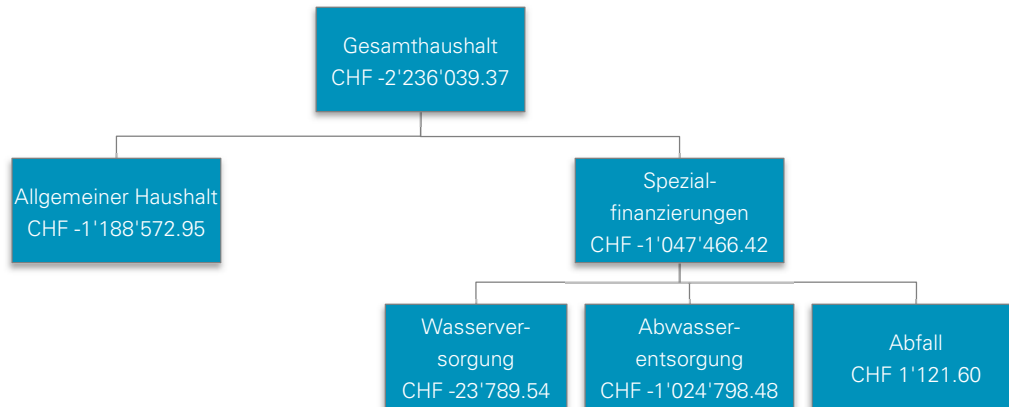 Gesamthaushalt
CHF -2'236'039.37
Allgemeiner Haushalt
CHF -1'188'572.95
Spezial-
finanzierungen
CHF -1'047'466.42
Wasserver-
sorgung
CHF -23'789.54
Abwasser-
entsorgung
CHF -1'024'798.48
Abfall
CHF 1'121.60